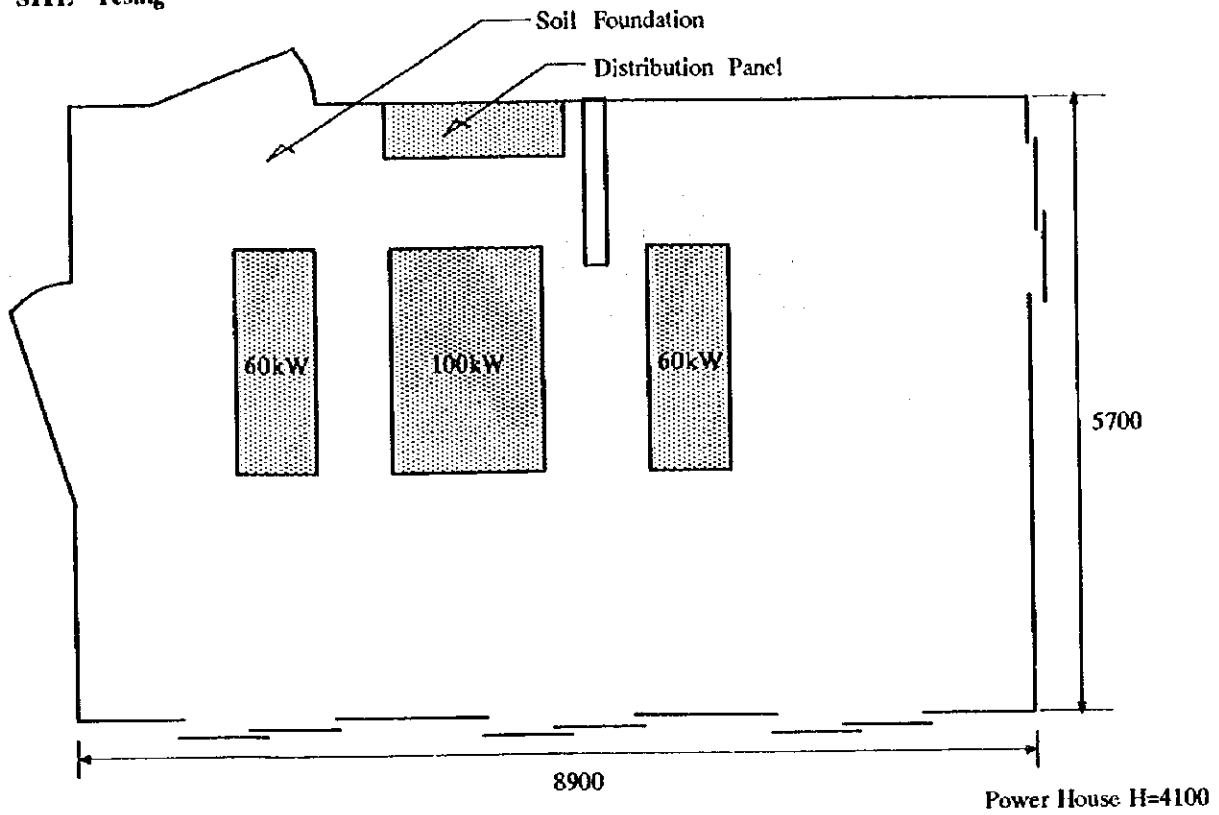 Soil Foundation
Distribution Panel
60kW
100kW
60kW
5700
8900
Power House H=4100